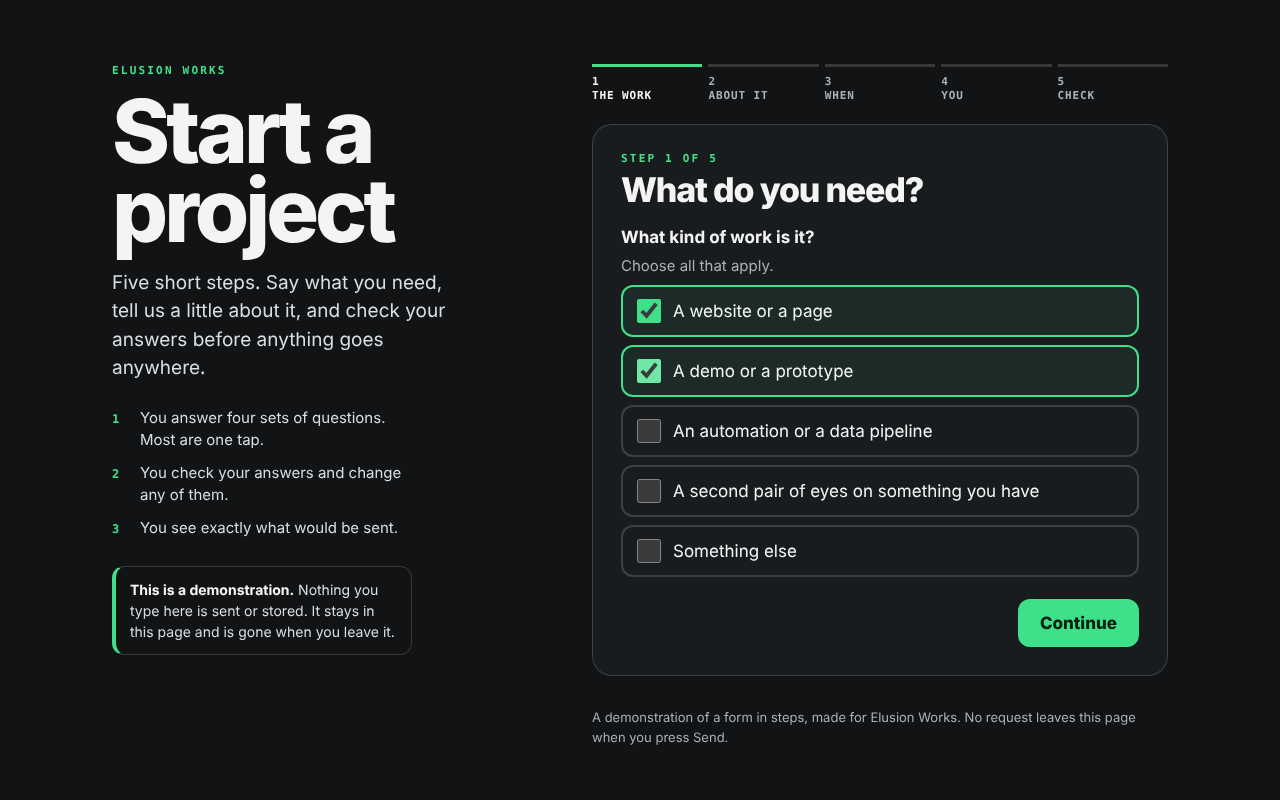 ELUSION WORKS
Start a
project
Five short steps. Say what you need,
tell us a little about it, and check your
answers before anything goes
anywhere.
1 You answer four sets of questions.
Most are one tap.
2 You check your answers and change
any of them.
3 You see exactly what would be sent.
This is a demonstration. Nothing you
type here is sent or stored. It stays in
this page and is gone when you leave it.
1 2 3 4 5
THE WORK ABOUT IT WHEN YOU CHECK
STEP 1 OF 5
What do you need?
What kind of work is it?
Choose all that apply.
A website or a page
A demo or a prototype
An automation or a data pipeline
A second pair of eyes on something you have
Something else
Continue
A demonstration of a form in steps, made for Elusion Works. No request leaves this page
when you press Send.